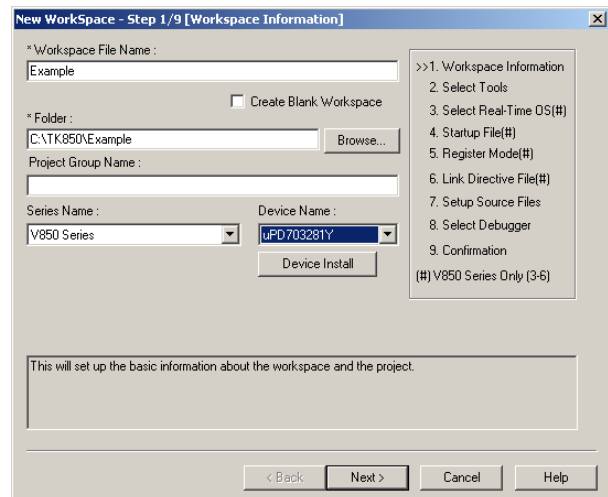 New WorkSpace - Step 1/9 [Workspace Information]
* Workspace File Name :
Example
Create Blank Workspace
* Folder :
C:\TK850\Example
Browse...
Project Group Name :
Series Name :
Device Name :
V850 Series
uPD703281Y
Device Install
>>1. Workspace Information
2. Select Tools
3. Select Real-Time OS(#)
4. Startup File(#)
5. Register Mode(#)
6. Link Directive File(#)
7. Setup Source Files
8. Select Debugger
9. Confirmation
(#) V850 Series Only (3-6)
This will set up the basic information about the workspace and the project.
< Back
Next >
Cancel
Help